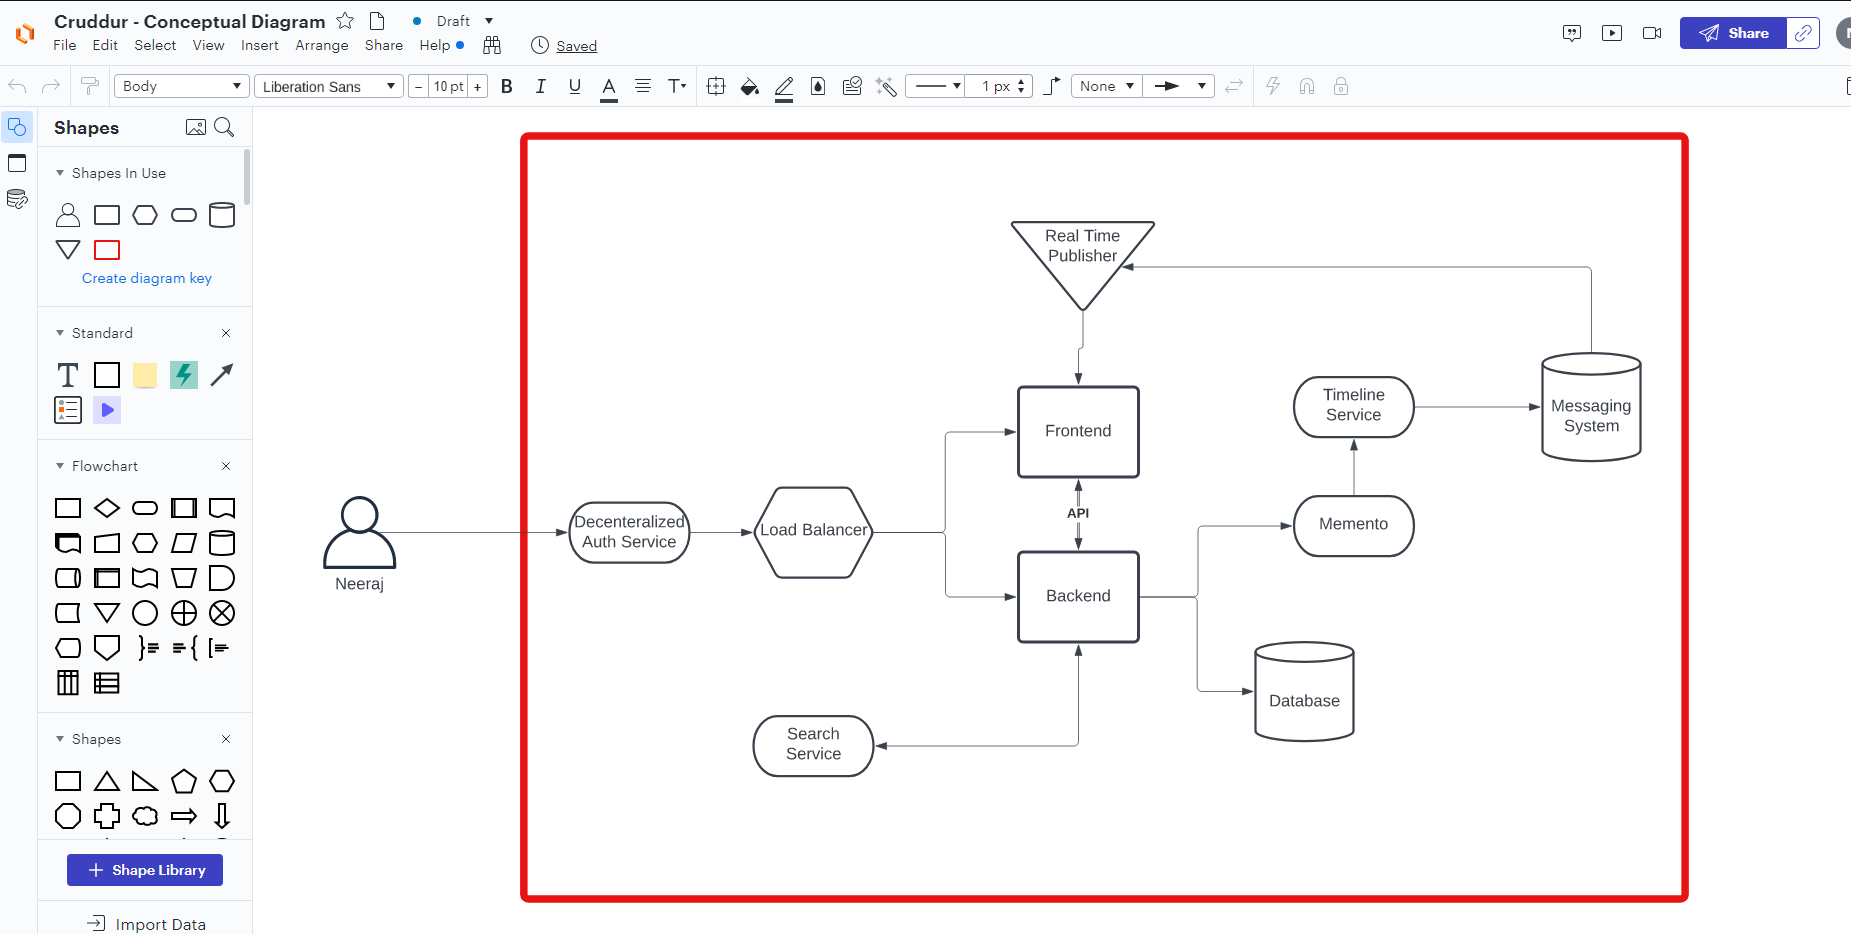 Cruddur - Conceptual Diagram
Draft
File Edit Select View Insert Arrange Share Help
Saved
Share
Body
Liberation Sans
− 10 pt +
B I U A T
1 px
None
Shapes
Shapes In Use
Create diagram key
Standard
T
Flowchart
Shapes
+ Shape Library
Import Data
Real Time
Publisher
Frontend
API
Backend
Timeline
Service
Messaging
System
Memento
Database
Decenteralized
Auth Service
Load Balancer
Neeraj
Search
Service